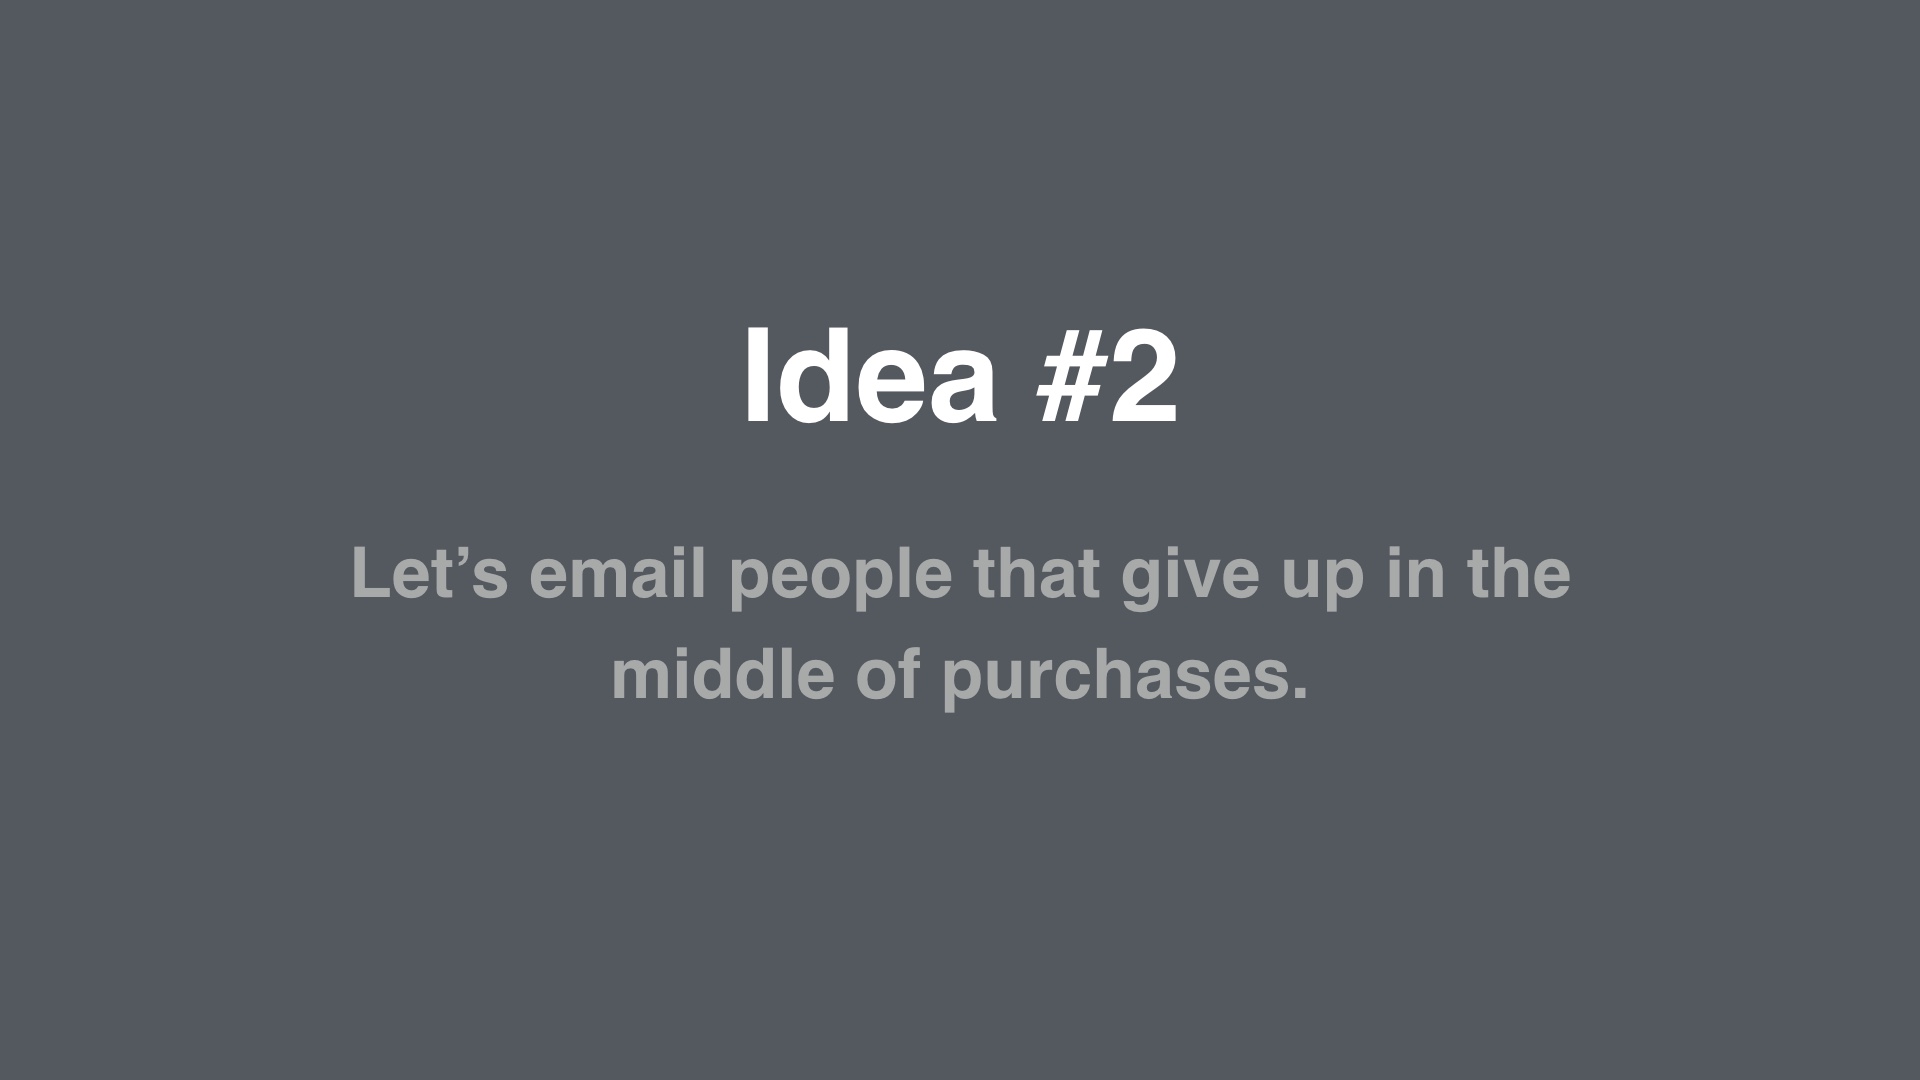 Idea #2
Let’s email people that give up in the
middle of purchases.